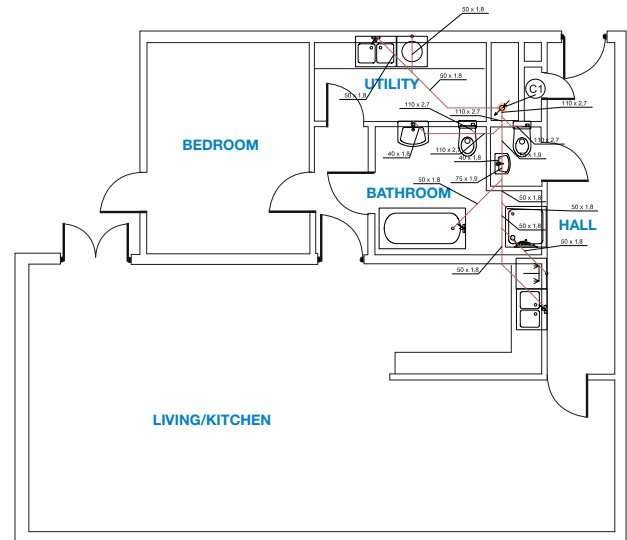 50 x 1,8
50 x 1,8
UTILITY
C1
50 x 1,8
110 x 2,7
110 x 2,7
110 x 2,7
BEDROOM
110 x 2,7
110 x 2,7
40 x 1,8
40 x 1,8
75 x 1,9
75 x 1,9
50 x 1,8
BATHROOM
50 x 1,8
50 x 1,8
HALL
50 x 1,8
50 x 1,8
50 x 1,8
LIVING/KITCHEN